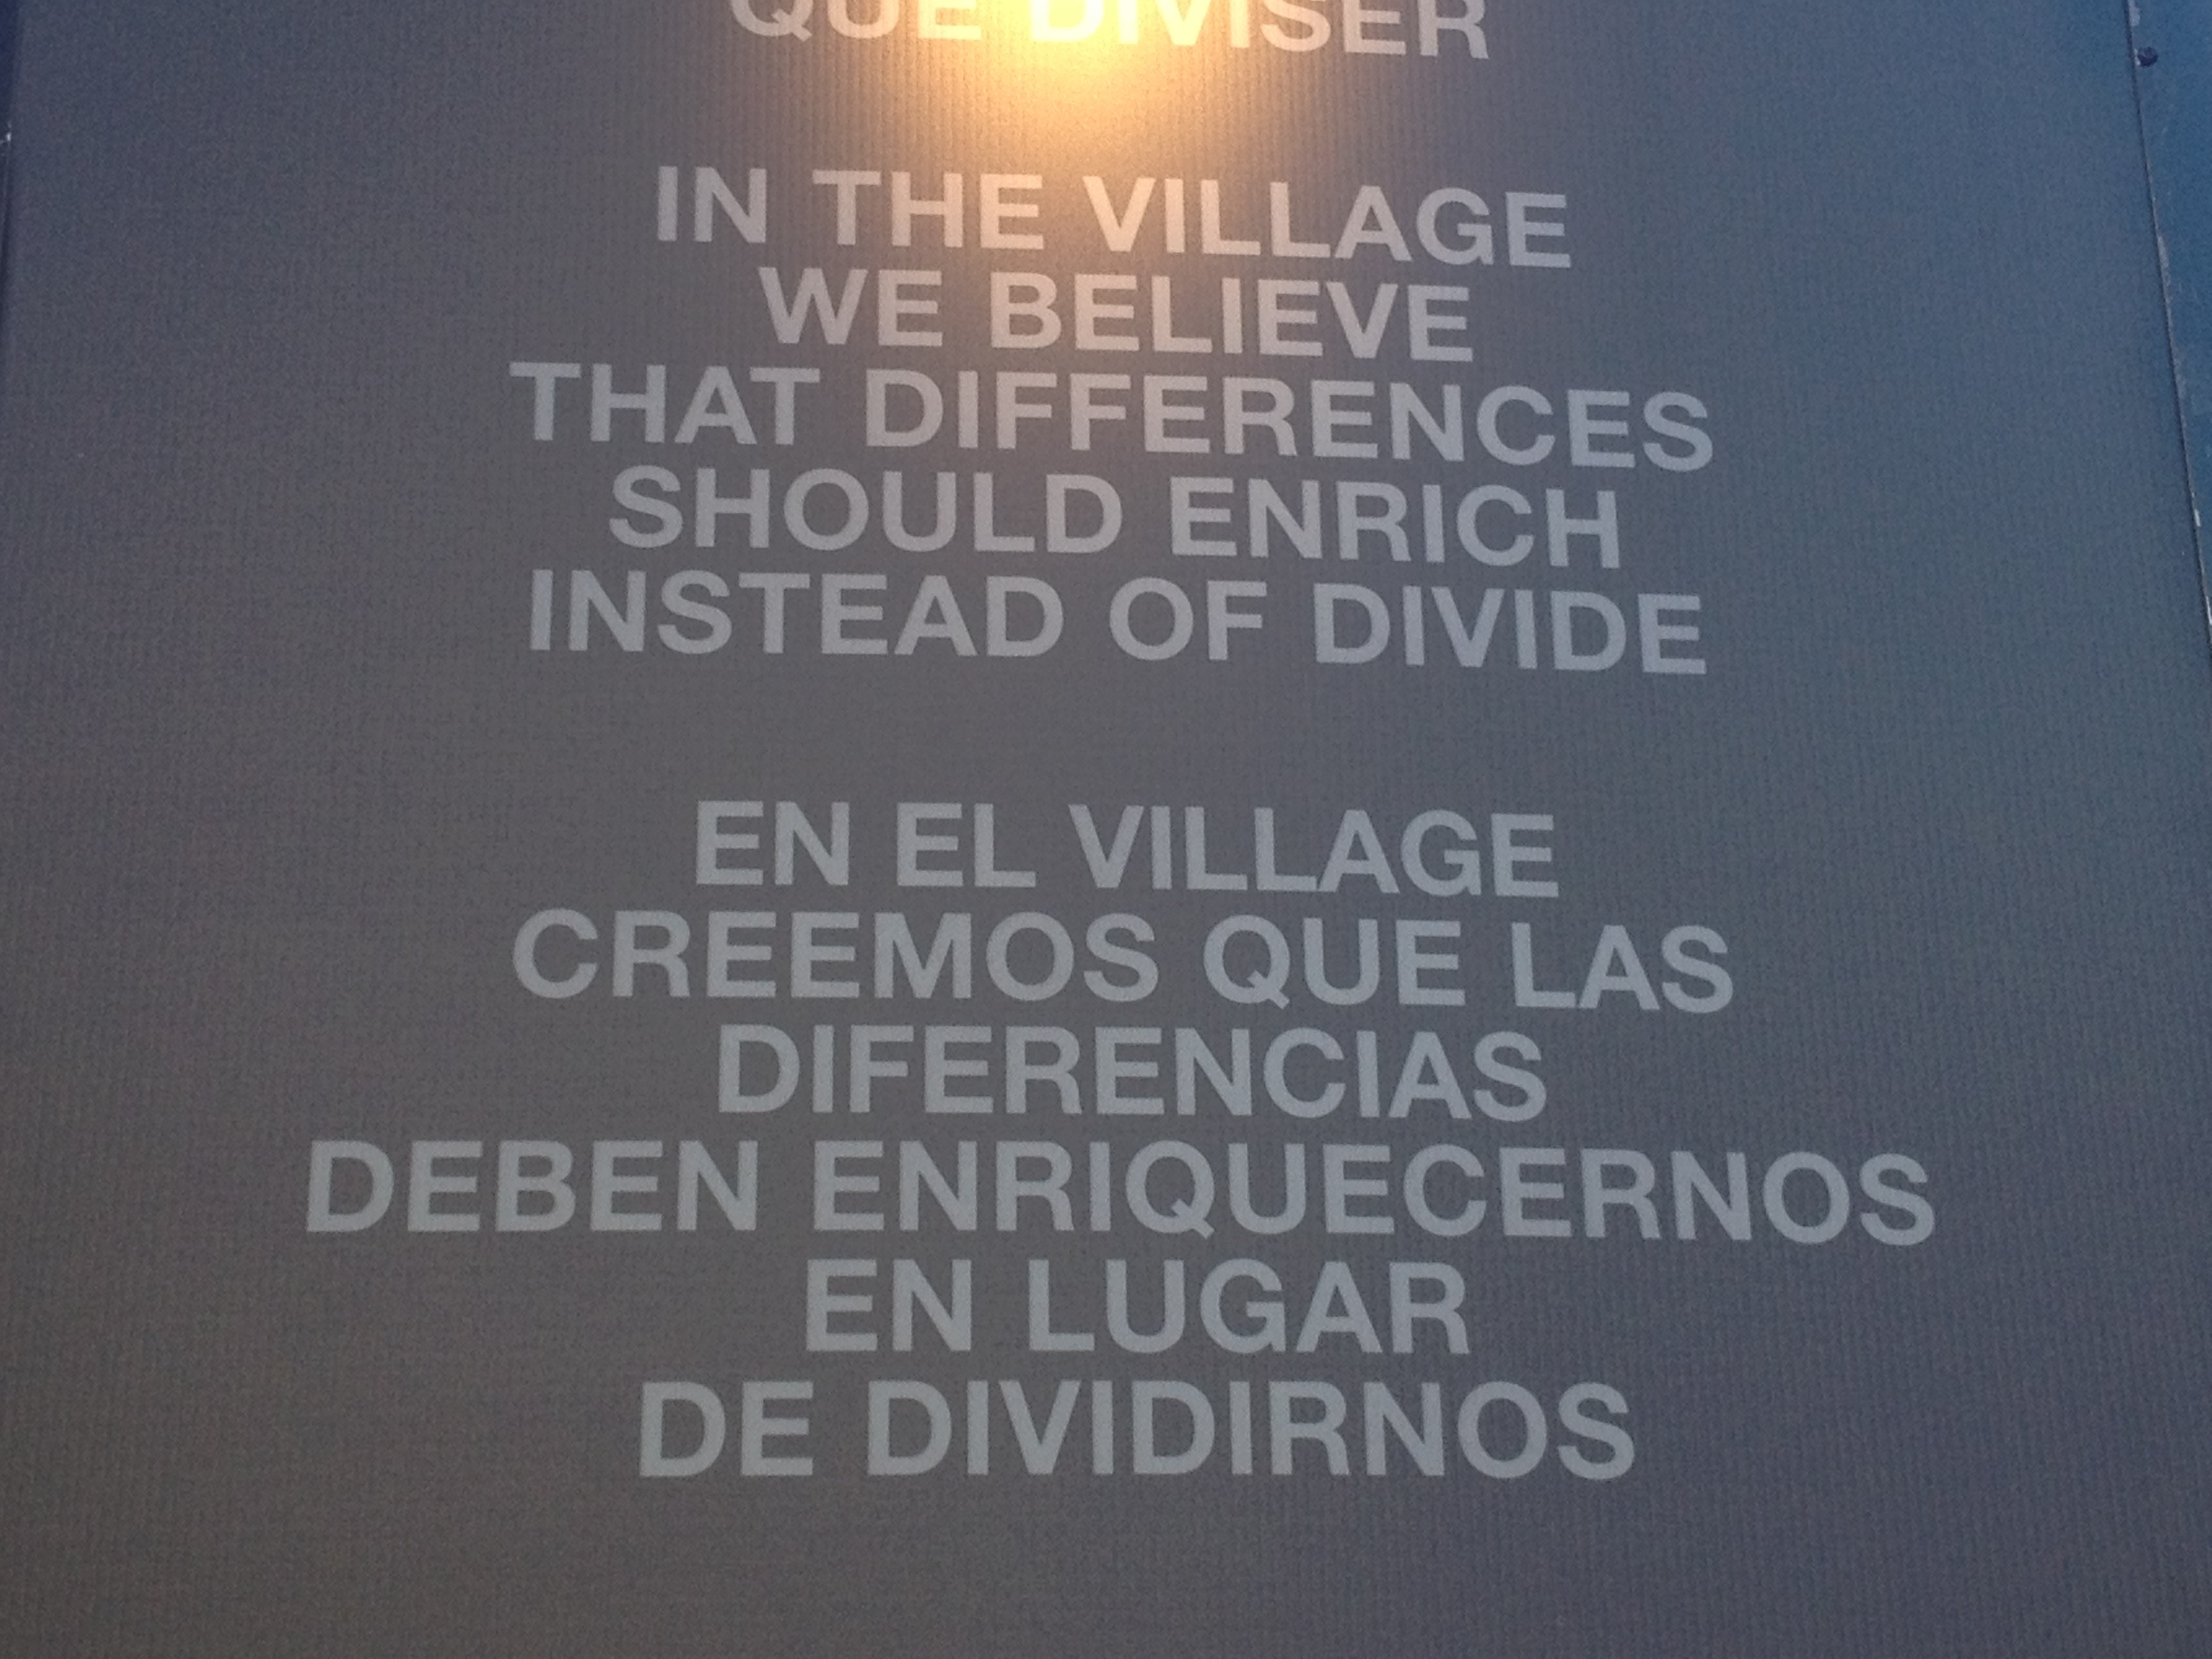 QUE DIVISER
IN THE VILLAGE
WE BELIEVE
THAT DIFFERENCES
SHOULD ENRICH
INSTEAD OF DIVIDE
EN EL VILLAGE
CREEMOS QUE LAS
DIFERENCIAS
DEBEN ENRIQUECERNOS
EN LUGAR
DE DIVIDIRNOS